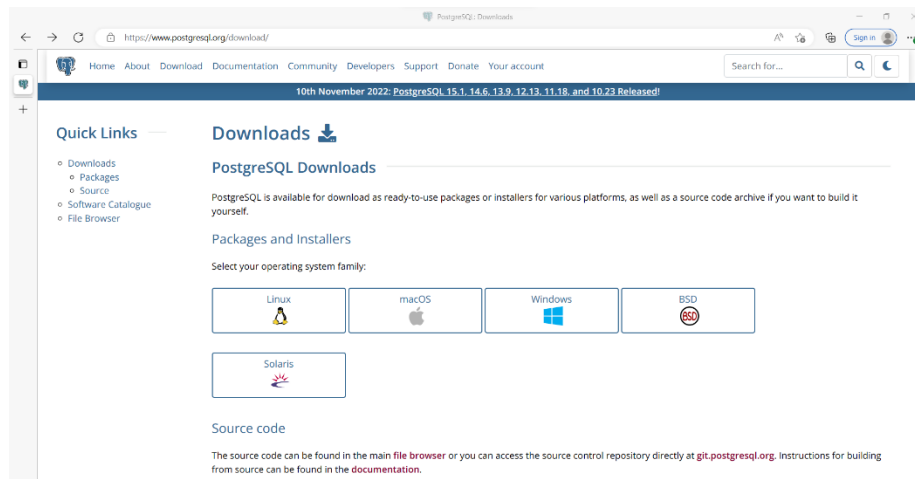 PostgreSQL: Downloads
https://www.postgresql.org/download/
Sign in
Home About Download Documentation Community Developers Support Donate Your account
Search for...
10th November 2022: PostgreSQL 15.1, 14.6, 13.9, 12.13, 11.18, and 10.23 Released!
Quick Links
Downloads
Packages
Source
Software Catalogue
File Browser
Downloads
PostgreSQL Downloads
PostgreSQL is available for download as ready-to-use packages or installers for various platforms, as well as a source code archive if you want to build it
yourself.
Packages and Installers
Select your operating system family:
Linux macOS Windows BSD
BSD
Solaris
Source code
The source code can be found in the main file browser or you can access the source control repository directly at git.postgresql.org. Instructions for building
from source can be found in the documentation.